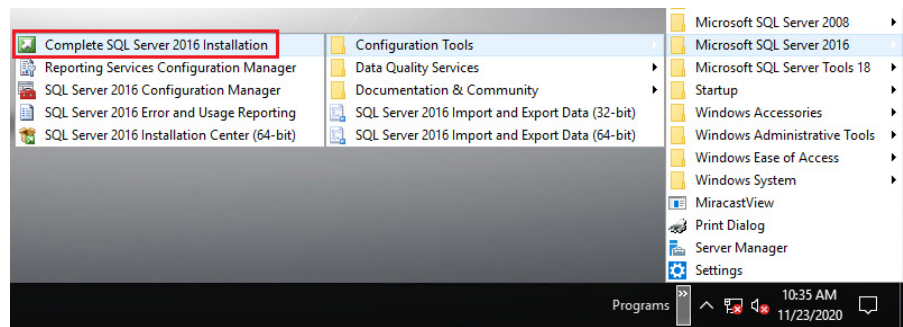 Complete SQL Server 2016 Installation
Reporting Services Configuration Manager
SQL Server 2016 Configuration Manager
SQL Server 2016 Error and Usage Reporting
SQL Server 2016 Installation Center (64-bit)
Configuration Tools
Data Quality Services
Documentation & Community
SQL Server 2016 Import and Export Data (32-bit)
SQL Server 2016 Import and Export Data (64-bit)
Microsoft SQL Server 2008
Microsoft SQL Server 2016
Microsoft SQL Server Tools 18
Startup
Windows Accessories
Windows Administrative Tools
Windows Ease of Access
Windows System
MiracastView
Print Dialog
Server Manager
Settings
Programs
10:35 AM
11/23/2020